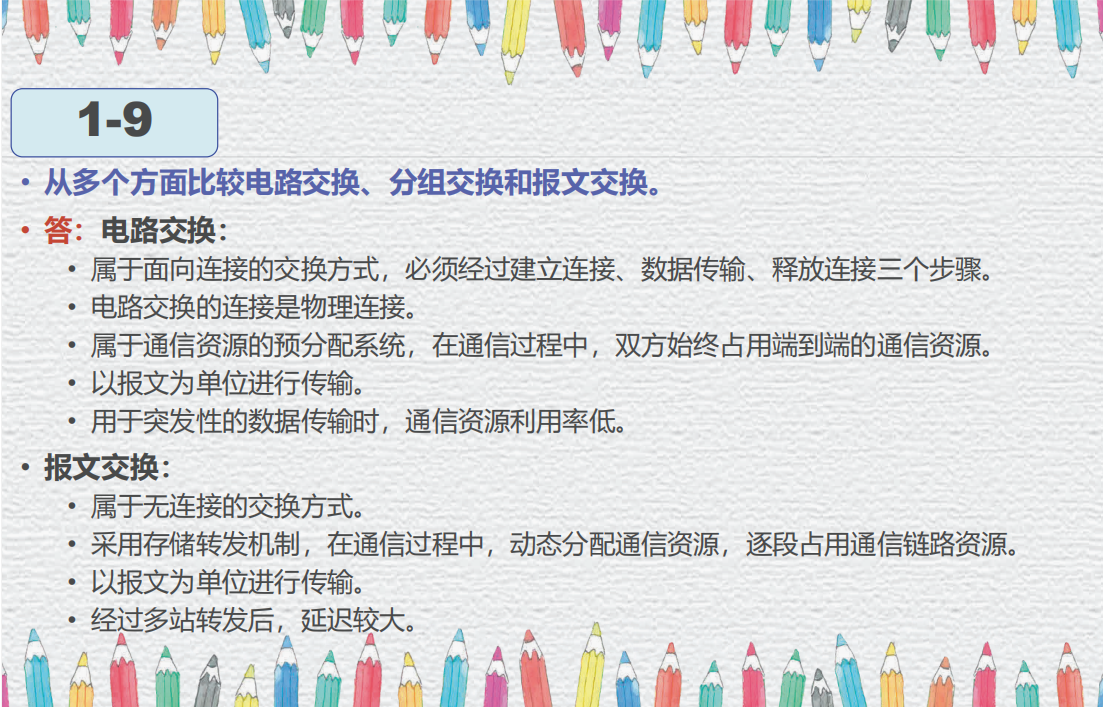 1-9
• 从多个方面比较电路交换、分组交换和报文交换。
• 答：电路交换：
• 属于面向连接的交换方式，必须经过建立连接、数据传输、释放连接三个步骤。
• 电路交换的连接是物理连接。
• 属于通信资源的预分配系统，在通信过程中，双方始终占用端到端的通信资源。
• 以报文为单位进行传输。
• 用于突发性的数据传输时，通信资源利用率低。
• 报文交换：
• 属于无连接的交换方式。
• 采用存储转发机制，在通信过程中，动态分配通信资源，逐段占用通信链路资源。
• 以报文为单位进行传输。
• 经过多站转发后，延迟较大。